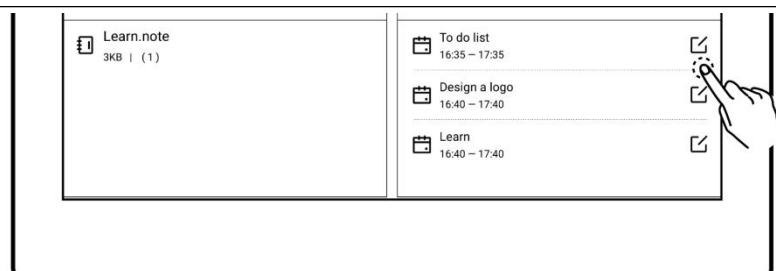 Learn.note
3KB | (1)
To do list
16:35 – 17:35
Design a logo
16:40 – 17:40
Learn
16:40 – 17:40